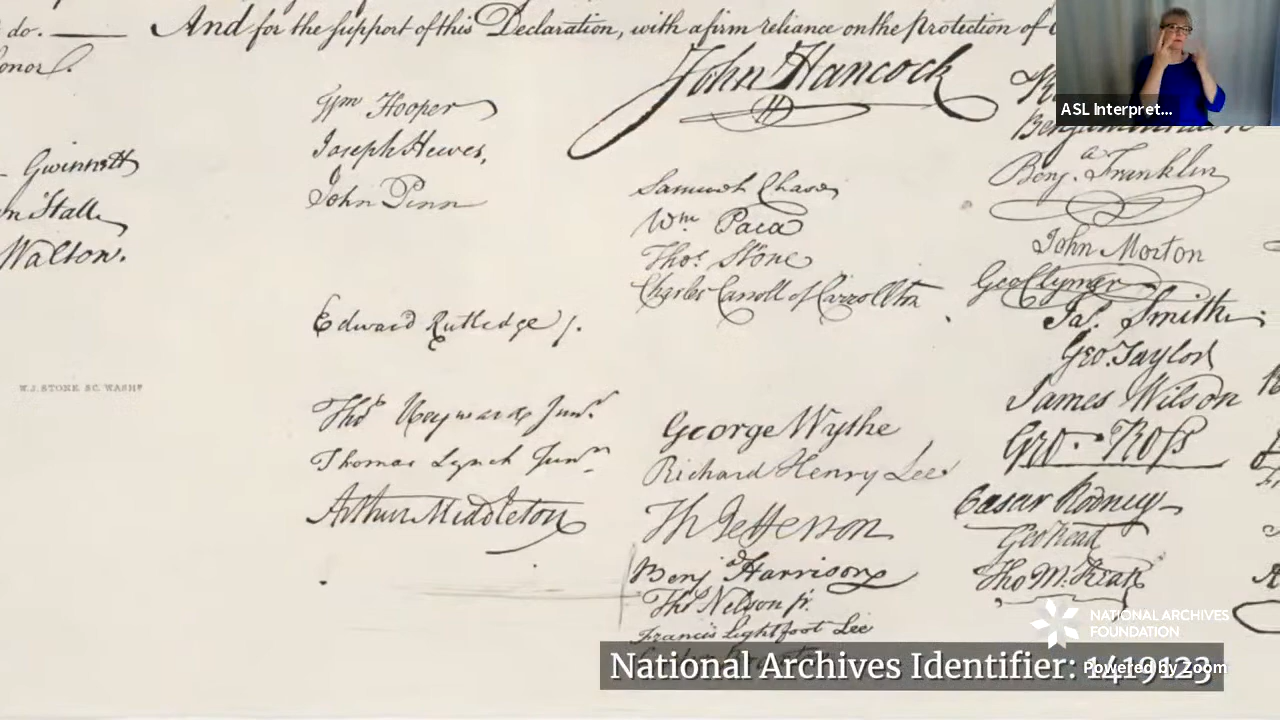 do. And for the support of this Declaration, with a firm reliance on the protection of
onor.
Gwinnett
Hall
Walton.
W. J. STONE SC. WASHN
Wm Hooper
Joseph Hewes,
John Penn
Edward Rutledge /.
Thos Heyward Junr.
Thomas Lynch Junr.
Arthur Middleton
John Hancock
Samuel Chase
Wm Paca
Thos. Stone
Charles Carroll of Carrollton
George Wythe
Richard Henry Lee
Th Jefferson
Benj Harrison
Thos Nelson jr.
Francis Lightfoot Lee
Benj. Franklin
John Morton
Geo Clymer
Jas. Smith.
Geo. Taylor
James Wilson
Geo. Ross
Caesar Rodney
Geo Read
Tho M:Kean
ASL Interpret...
NATIONAL ARCHIVES
FOUNDATION
National Archives Identifier: 1419123
Powered by Zoom